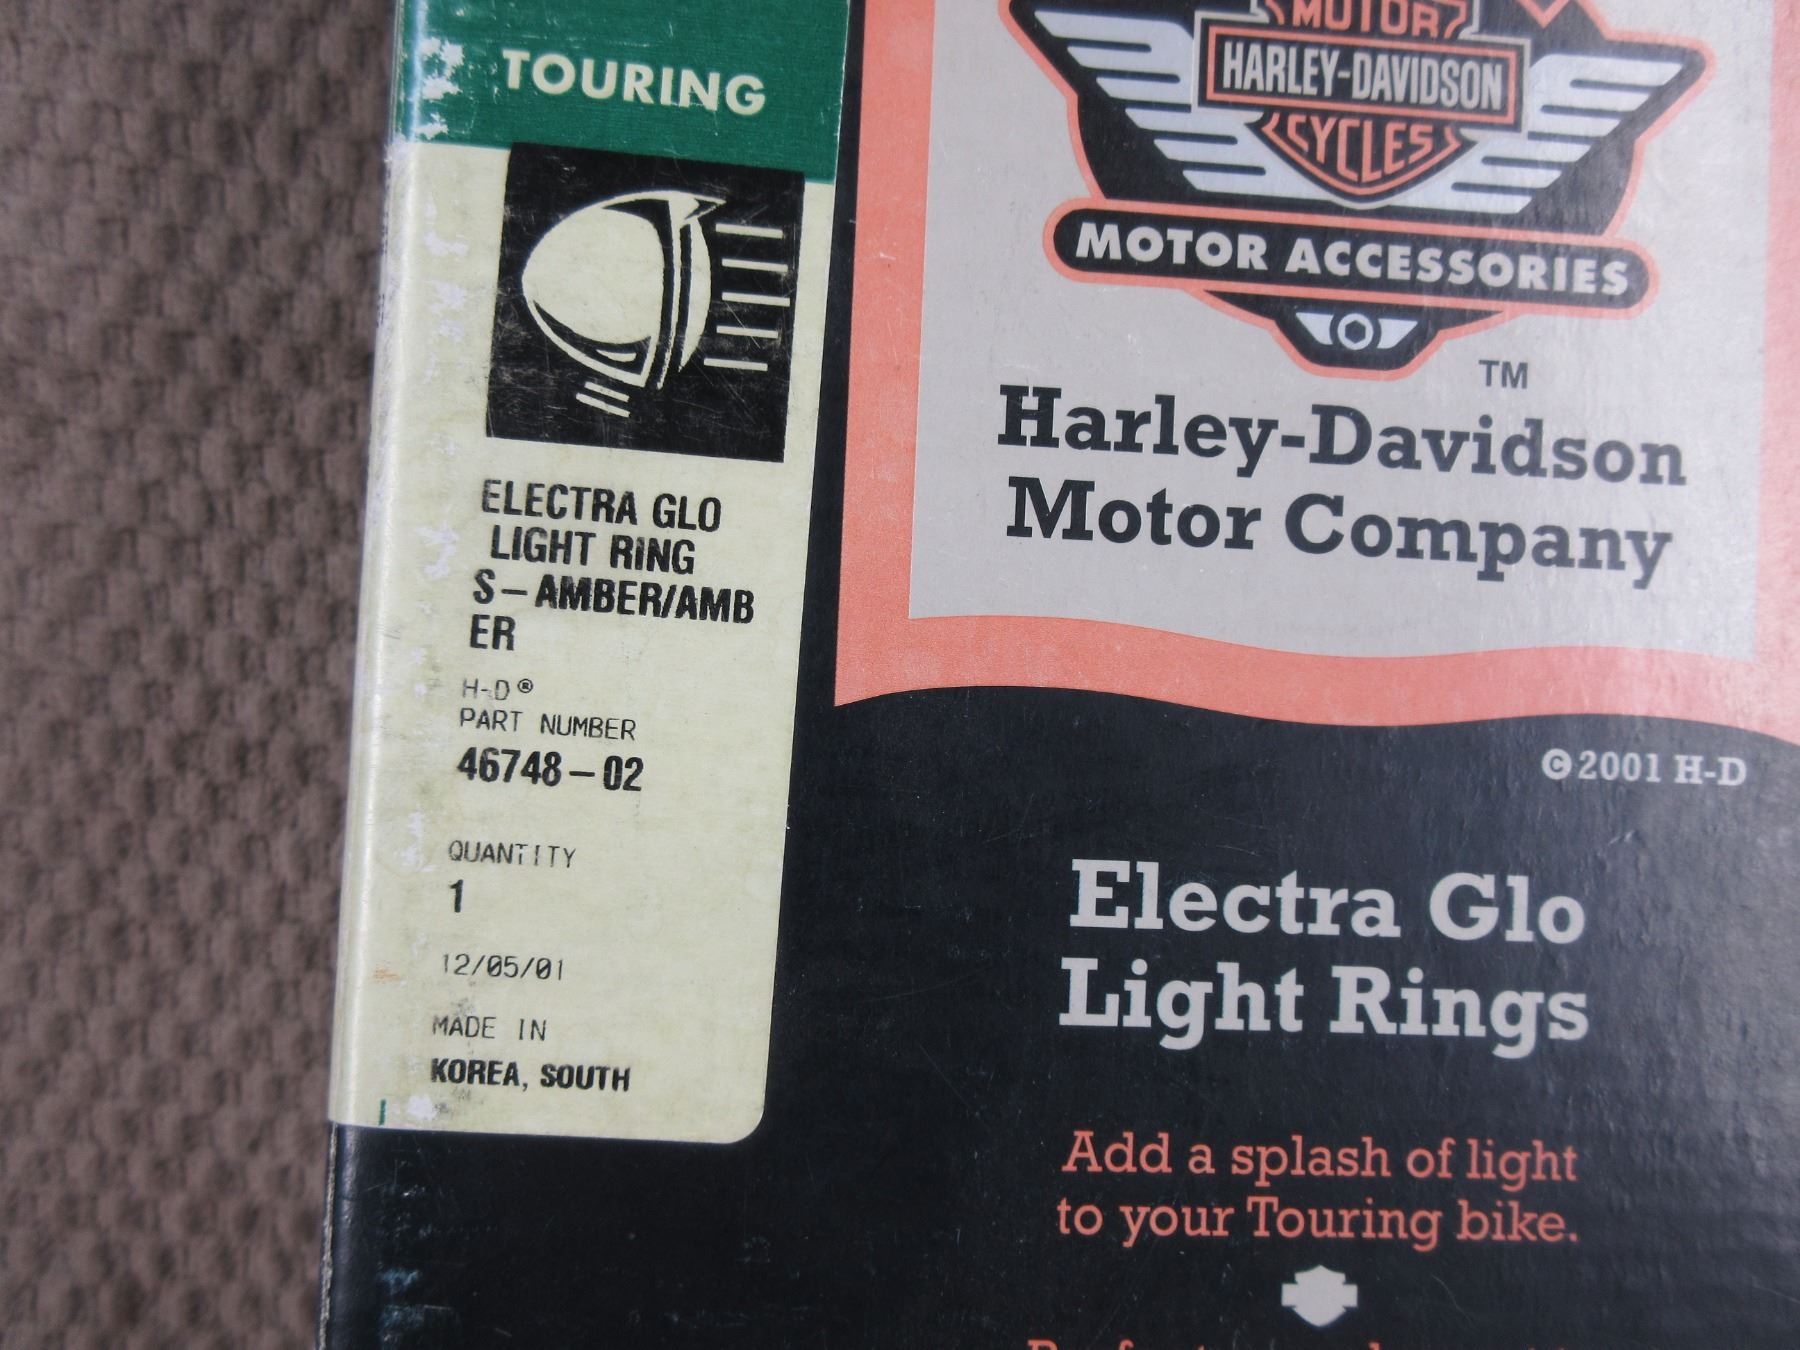 TOURING
ELECTRA GLO
LIGHT RING
S-AMBER/AMB
ER
H-D®
PART NUMBER
46748-02
QUANTITY
1
12/05/01
MADE IN
KOREA, SOUTH
MOTOR
HARLEY-DAVIDSON
CYCLES
MOTOR ACCESSORIES
TM
Harley-Davidson
Motor Company
©2001 H-D
Electra Glo
Light Rings
Add a splash of light
to your Touring bike.